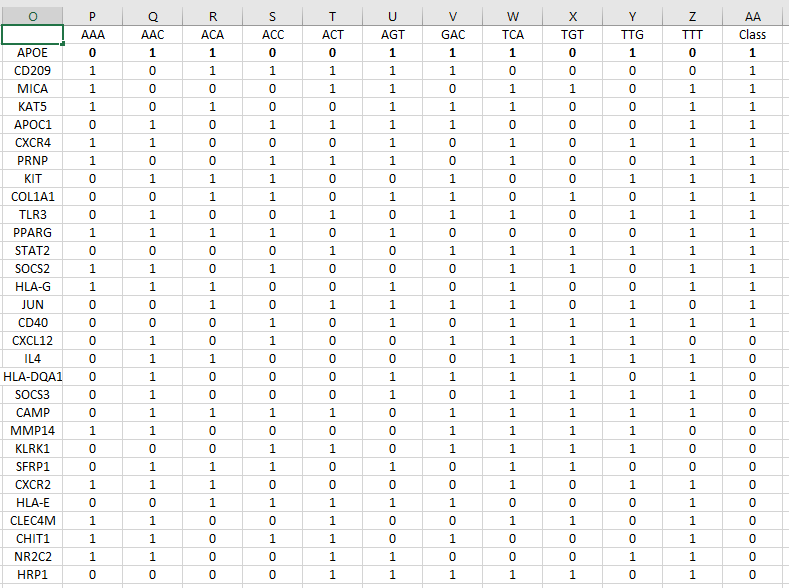 O P Q R S T U V W X Y Z AA
AAA AAC ACA ACC ACT AGT GAC TCA TGT TTG TTT Class
APOE 0 1 1 0 0 1 1 1 0 1 0 1
CD209 1 0 1 1 1 1 1 0 0 0 0 1
MICA 1 0 0 0 1 1 0 1 1 0 1 1
KAT5 1 0 1 0 0 1 1 1 0 0 1 1
APOC1 0 1 0 1 1 1 1 0 0 0 1 1
CXCR4 1 1 0 0 0 1 0 1 0 1 1 1
PRNP 1 0 0 1 1 1 0 1 0 0 1 1
KIT 0 1 1 1 0 0 1 0 0 1 1 1
COL1A1 0 0 1 1 0 1 1 0 1 0 1 1
TLR3 0 1 0 0 1 0 1 1 0 1 1 1
PPARG 1 1 1 1 0 1 0 0 0 0 1 1
STAT2 0 0 0 0 1 0 1 1 1 1 1 1
SOCS2 1 1 0 1 0 0 0 1 1 0 1 1
HLA-G 1 1 1 0 0 1 0 1 0 0 1 1
JUN 0 0 1 0 1 1 1 1 0 1 0 1
CD40 0 0 0 1 0 1 0 1 1 1 1 1
CXCL12 0 1 0 1 0 0 1 1 1 1 0 0
IL4 0 1 1 0 0 0 0 1 1 1 1 0
HLA-DQA1 0 1 0 0 0 1 1 1 1 0 1 0
SOCS3 0 1 0 0 0 1 0 1 1 1 1 0
CAMP 0 1 1 1 1 0 1 1 1 1 1 0
MMP14 1 1 0 0 0 0 1 1 1 1 0 0
KLRK1 0 0 0 1 1 0 1 1 1 1 0 0
SFRP1 0 1 1 1 0 1 0 1 1 0 0 0
CXCR2 1 1 1 0 0 0 0 1 0 1 1 0
HLA-E 0 0 1 1 1 1 1 0 0 0 1 0
CLEC4M 1 1 0 0 1 0 0 1 1 0 1 0
CHIT1 1 1 0 1 1 0 1 0 0 0 1 0
NR2C2 1 1 0 0 1 1 0 0 0 1 1 0
HRP1 0 0 0 0 1 1 1 1 1 0 1 0